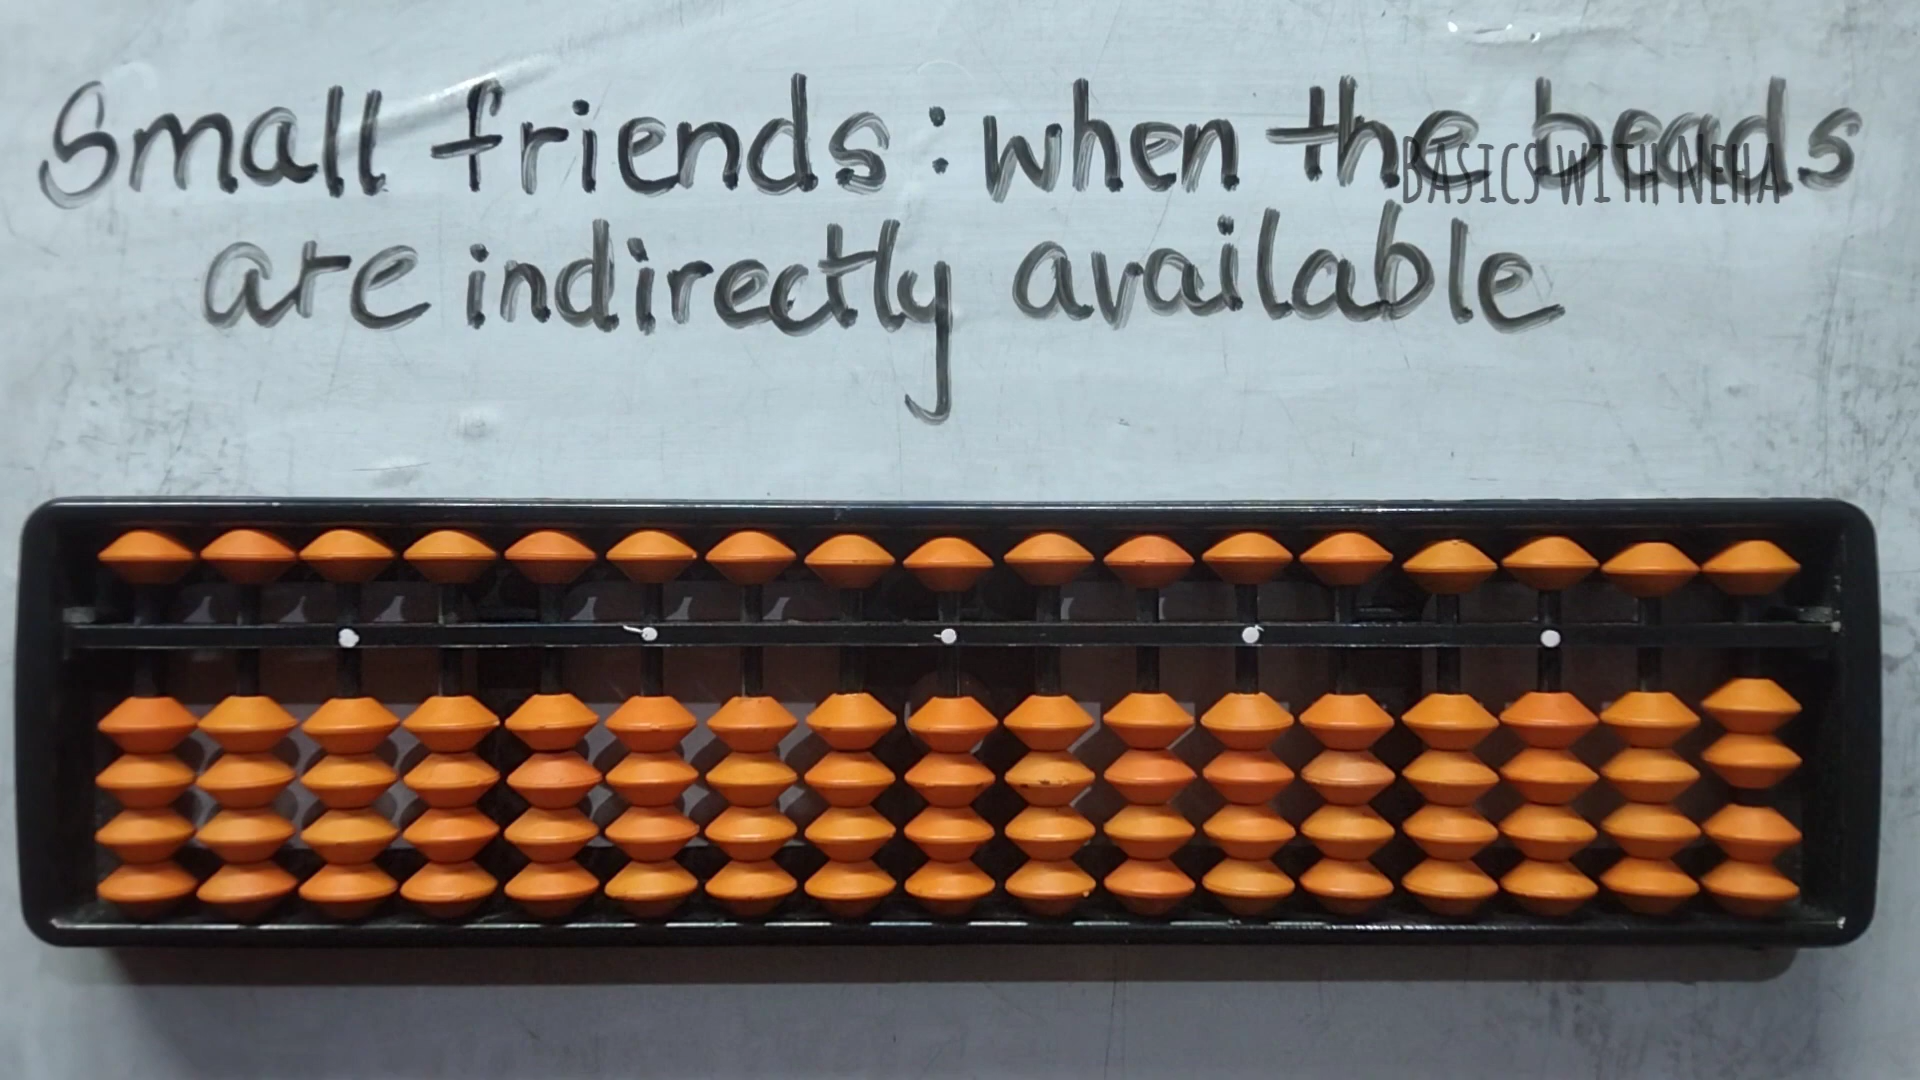 Small friends: when the beads
BASICS WITH NEHA
are indirectly available